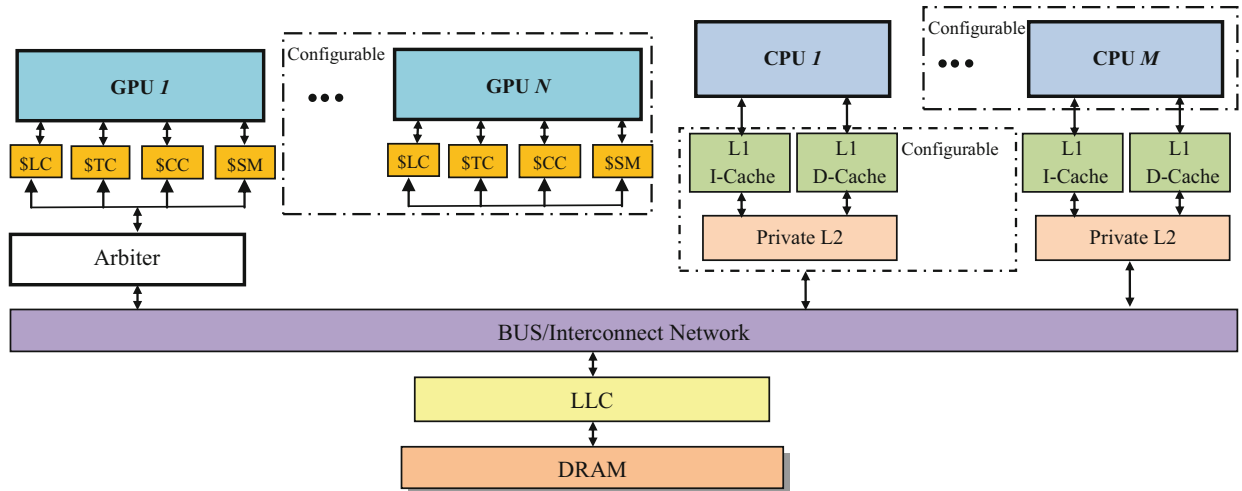 GPU 1
$LC
$TC
$CC
$SM
Arbiter
Configurable
GPU N
$LC
$TC
$CC
$SM
CPU 1
L1
I-Cache
L1
D-Cache
Configurable
Private L2
Configurable
CPU M
L1
I-Cache
L1
D-Cache
Private L2
BUS/Interconnect Network
LLC
DRAM